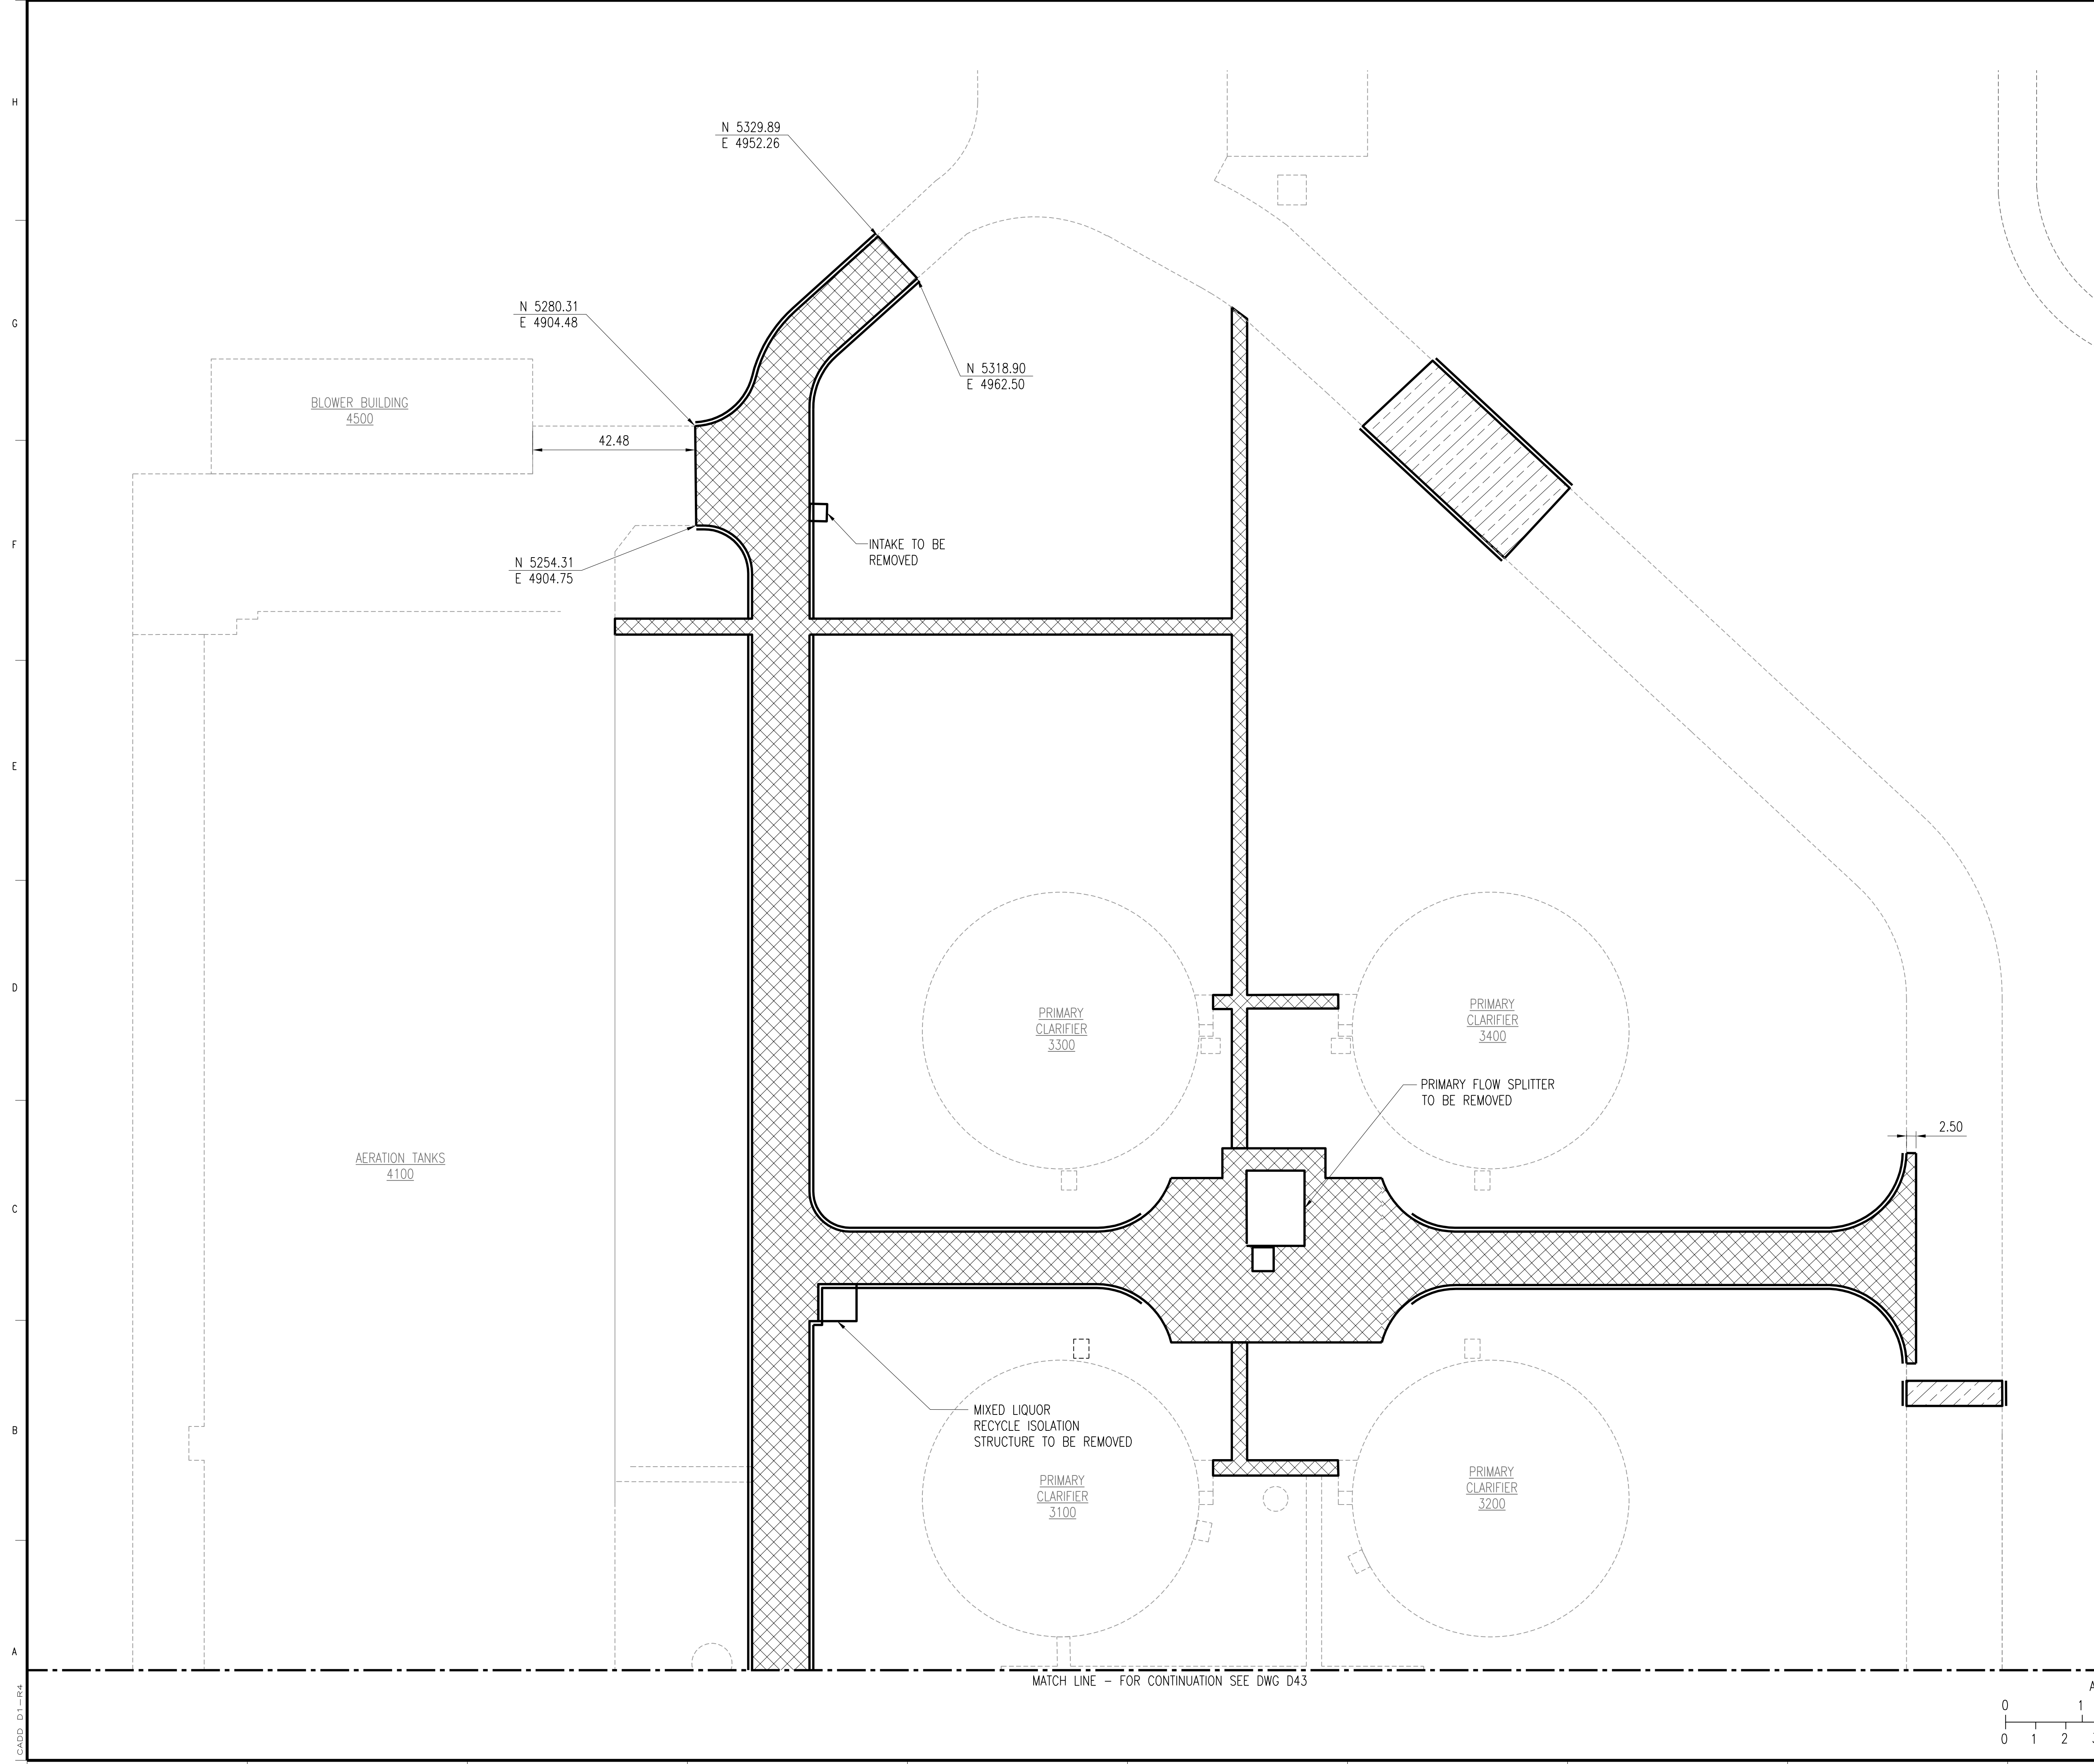 H
N 5329.89
E 4952.26
N 5280.31
E 4904.48
G
N 5318.90
E 4962.50
BLOWER BUILDING
4500
42.48
INTAKE TO BE
REMOVED
F
N 5254.31
E 4904.75
E
D
PRIMARY
CLARIFIER
3300
PRIMARY
CLARIFIER
3400
PRIMARY FLOW SPLITTER
TO BE REMOVED
2.50
AERATION TANKS
4100
C
MIXED LIQUOR
RECYCLE ISOLATION
STRUCTURE TO BE REMOVED
B
PRIMARY
CLARIFIER
3100
PRIMARY
CLARIFIER
3200
A
MATCH LINE - FOR CONTINUATION SEE DWG D43
CADD D1-R4
A
0 1
0 1 2